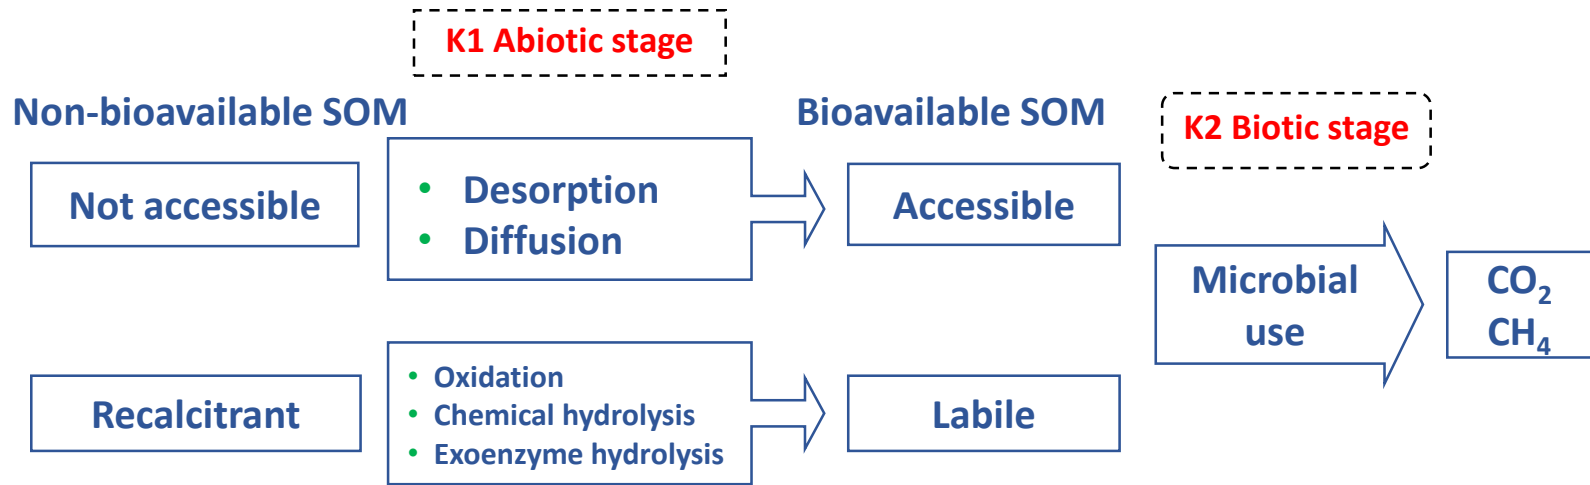 K1 Abiotic stage
Non-bioavailable SOM
Bioavailable SOM
K2 Biotic stage
Not accessible
• Desorption
• Diffusion
Accessible
Microbial
use
CO₂
CH₄
Recalcitrant
• Oxidation
• Chemical hydrolysis
• Exoenzyme hydrolysis
Labile